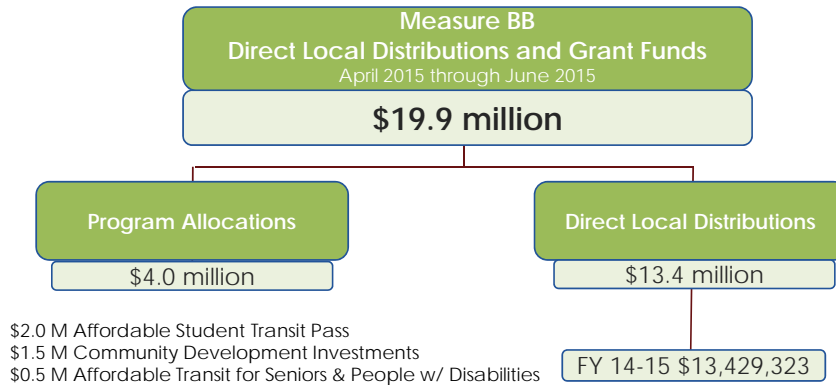 Measure BB
Direct Local Distributions and Grant Funds
April 2015 through June 2015
$19.9 million
Program Allocations
$4.0 million
$2.0 M Affordable Student Transit Pass
$1.5 M Community Development Investments
$0.5 M Affordable Transit for Seniors & People w/ Disabilities
Direct Local Distributions
$13.4 million
FY 14-15 $13,429,323